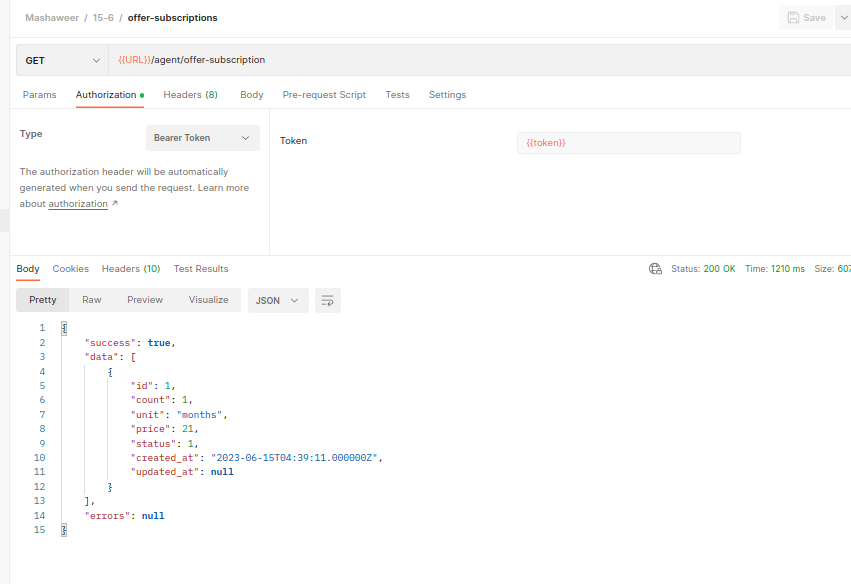 Mashaweer / 15-6 / offer-subscriptions
Save
GET {{URL}}/agent/offer-subscription
Params Authorization Headers (8) Body Pre-request Script Tests Settings
Type
Bearer Token
Token
{{token}}
The authorization header will be automatically
generated when you send the request. Learn more
about authorization ↗
Body Cookies Headers (10) Test Results
Status: 200 OK Time: 1210 ms Size: 607
Pretty Raw Preview Visualize JSON
1 {
2 "success": true,
3 "data": [
4 {
5 "id": 1,
6 "count": 1,
7 "unit": "months",
8 "price": 21,
9 "status": 1,
10 "created_at": "2023-06-15T04:39:11.000000Z",
11 "updated_at": null
12 }
13 ],
14 "errors": null
15 }